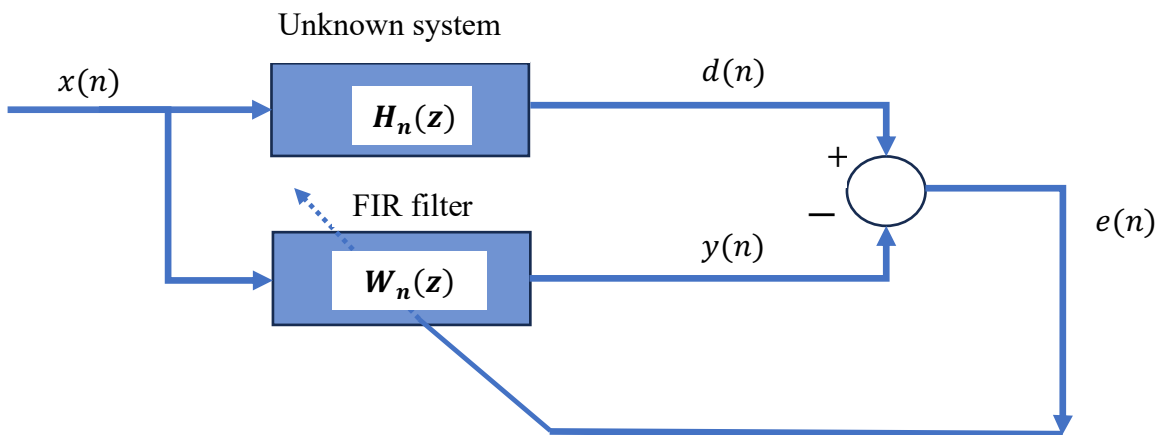 Unknown system
x(n)
d(n)
H_n(z)
+
FIR filter
−
e(n)
y(n)
W_n(z)